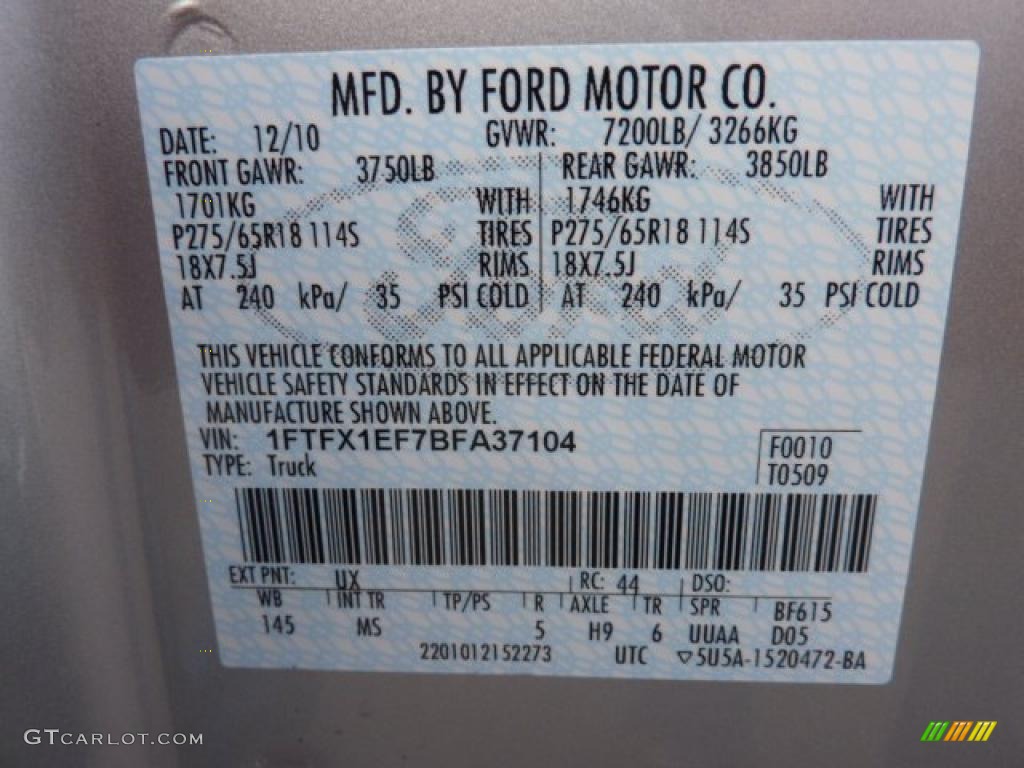 MFD. BY FORD MOTOR CO.
DATE: 12/10 GVWR: 7200LB/ 3266KG
FRONT GAWR: 3750LB REAR GAWR: 3850LB
1701KG WITH 1746KG WITH
P275/65R18 114S TIRES P275/65R18 114S TIRES
18X7.5J RIMS 18X7.5J RIMS
AT 240 kPa/ 35 PSI COLD AT 240 kPa/ 35 PSI COLD
THIS VEHICLE CONFORMS TO ALL APPLICABLE FEDERAL MOTOR
VEHICLE SAFETY STANDARDS IN EFFECT ON THE DATE OF
MANUFACTURE SHOWN ABOVE.
VIN: 1FTFX1EF7BFA37104 F0010
TYPE: Truck T0509
EXT PNT: UX RC: 44 DSO:
WB INT TR TP/PS R AXLE TR SPR BF615
145 MS 5 H9 6 UUAA D05
2201012152273 UTC ▽5U5A-1520472-BA
GTCARLOT.COM